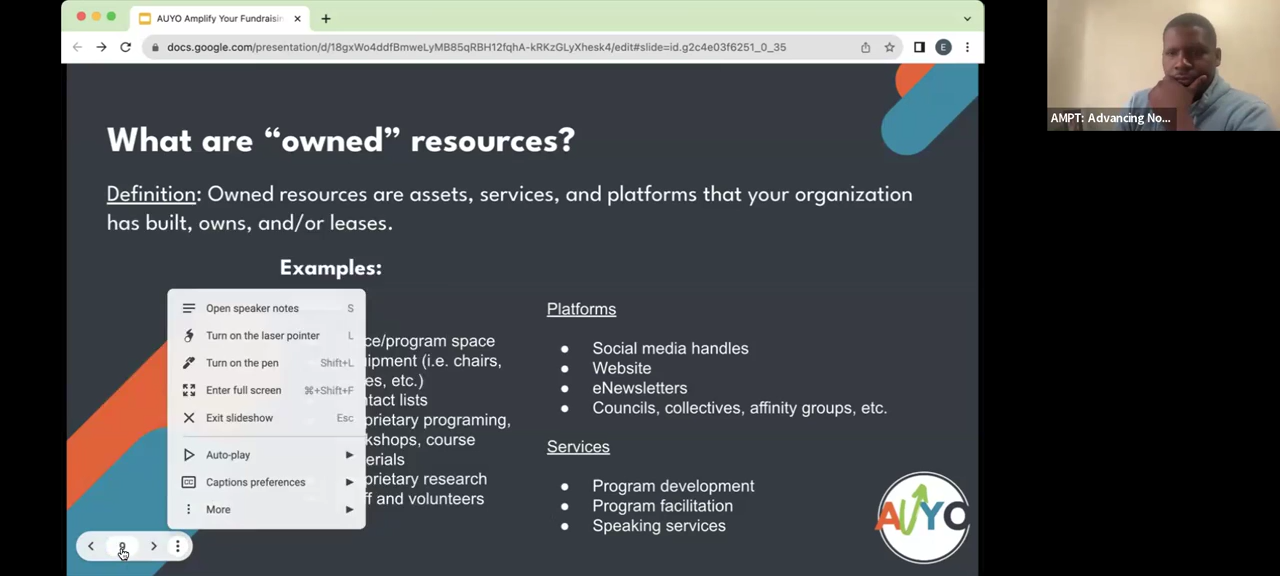 AUYO Amplify Your Fundraisin
docs.google.com/presentation/d/18gxWo4ddfBmweLyMB85qRBH12fqhA-kRKzGLyXhesk4/edit#slide=id.g2c4e03f6251_0_35
E
AMPT: Advancing No...
What are “owned” resources?
Definition: Owned resources are assets, services, and platforms that your organization
has built, owns, and/or leases.
Examples:
Open speaker notes S
Turn on the laser pointer L
Turn on the pen Shift+L
Enter full screen ⌘+Shift+F
Exit slideshow Esc
Auto-play
Captions preferences
More
ce/program space
ipment (i.e. chairs,
es, etc.)
ntact lists
prietary programing,
kshops, course
erials
prietary research
ff and volunteers
Platforms
Social media handles
Website
eNewsletters
Councils, collectives, affinity groups, etc.
Services
Program development
Program facilitation
Speaking services
AUYO
9